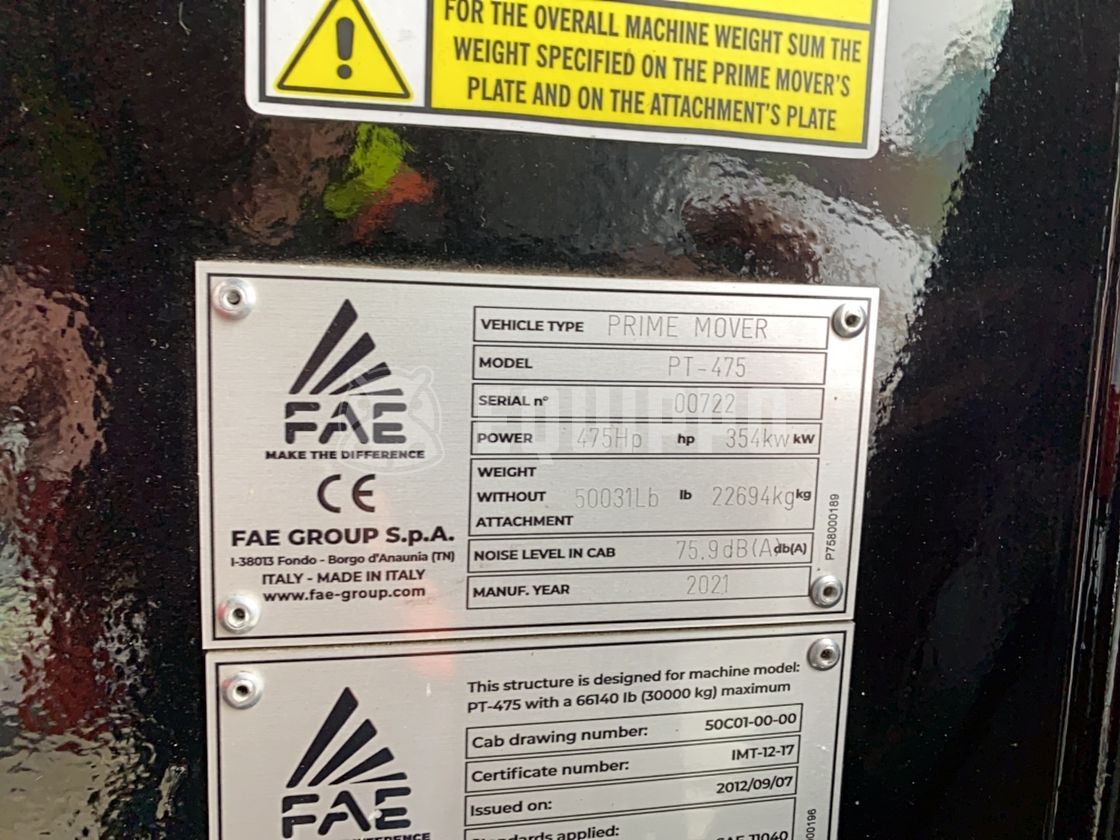 FOR THE OVERALL MACHINE WEIGHT SUM THE
WEIGHT SPECIFIED ON THE PRIME MOVER'S
PLATE AND ON THE ATTACHMENT'S PLATE
FAE
MAKE THE DIFFERENCE
CE
FAE GROUP S.p.A.
I-38013 Fondo - Borgo d'Anaunia (TN)
ITALY - MADE IN ITALY
www.fae-group.com
VEHICLE TYPE PRIME MOVER
MODEL PT-475
SERIAL n° 00722
POWER 475Hp hp 354kw kW
WEIGHT
WITHOUT 50031Lb lb 22694kg kg
ATTACHMENT
NOISE LEVEL IN CAB 75.9dB(A) db(A)
MANUF. YEAR 2021
P758000189
EQUIPPO
FAE
This structure is designed for machine model:
PT-475 with a 66140 lb (30000 kg) maximum
Cab drawing number: 50C01-00-00
Certificate number: IMT-12-17
Issued on: 2012/09/07
Standards applied: SAE J1040